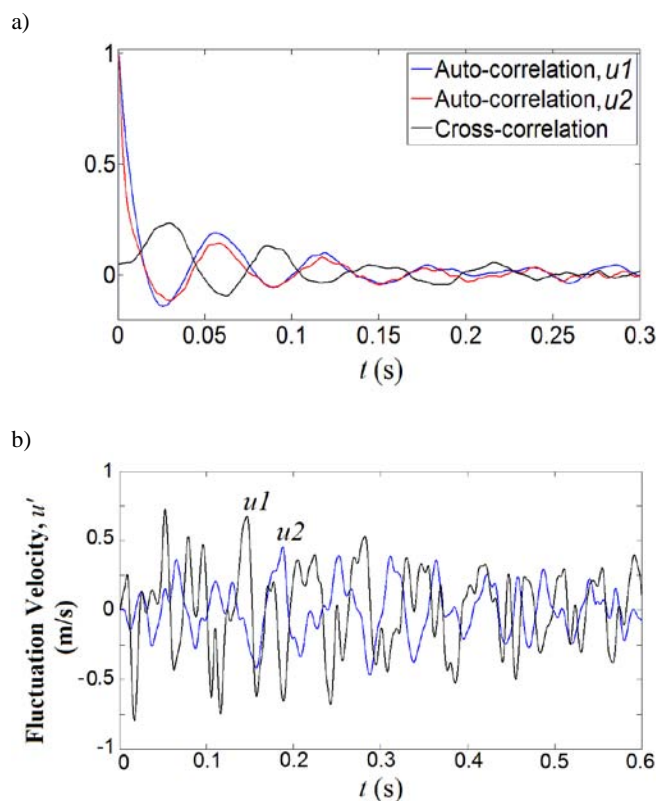 a)
1
0.5
0
Auto-correlation, u1
Auto-correlation, u2
Cross-correlation
0 0.05 0.1 0.15 0.2 0.25 0.3
t (s)
b)
Fluctuation Velocity, u'
(m/s)
1
0.5
0
-0.5
-1
u1
u2
0 0.1 0.2 0.3 0.4 0.5 0.6
t (s)